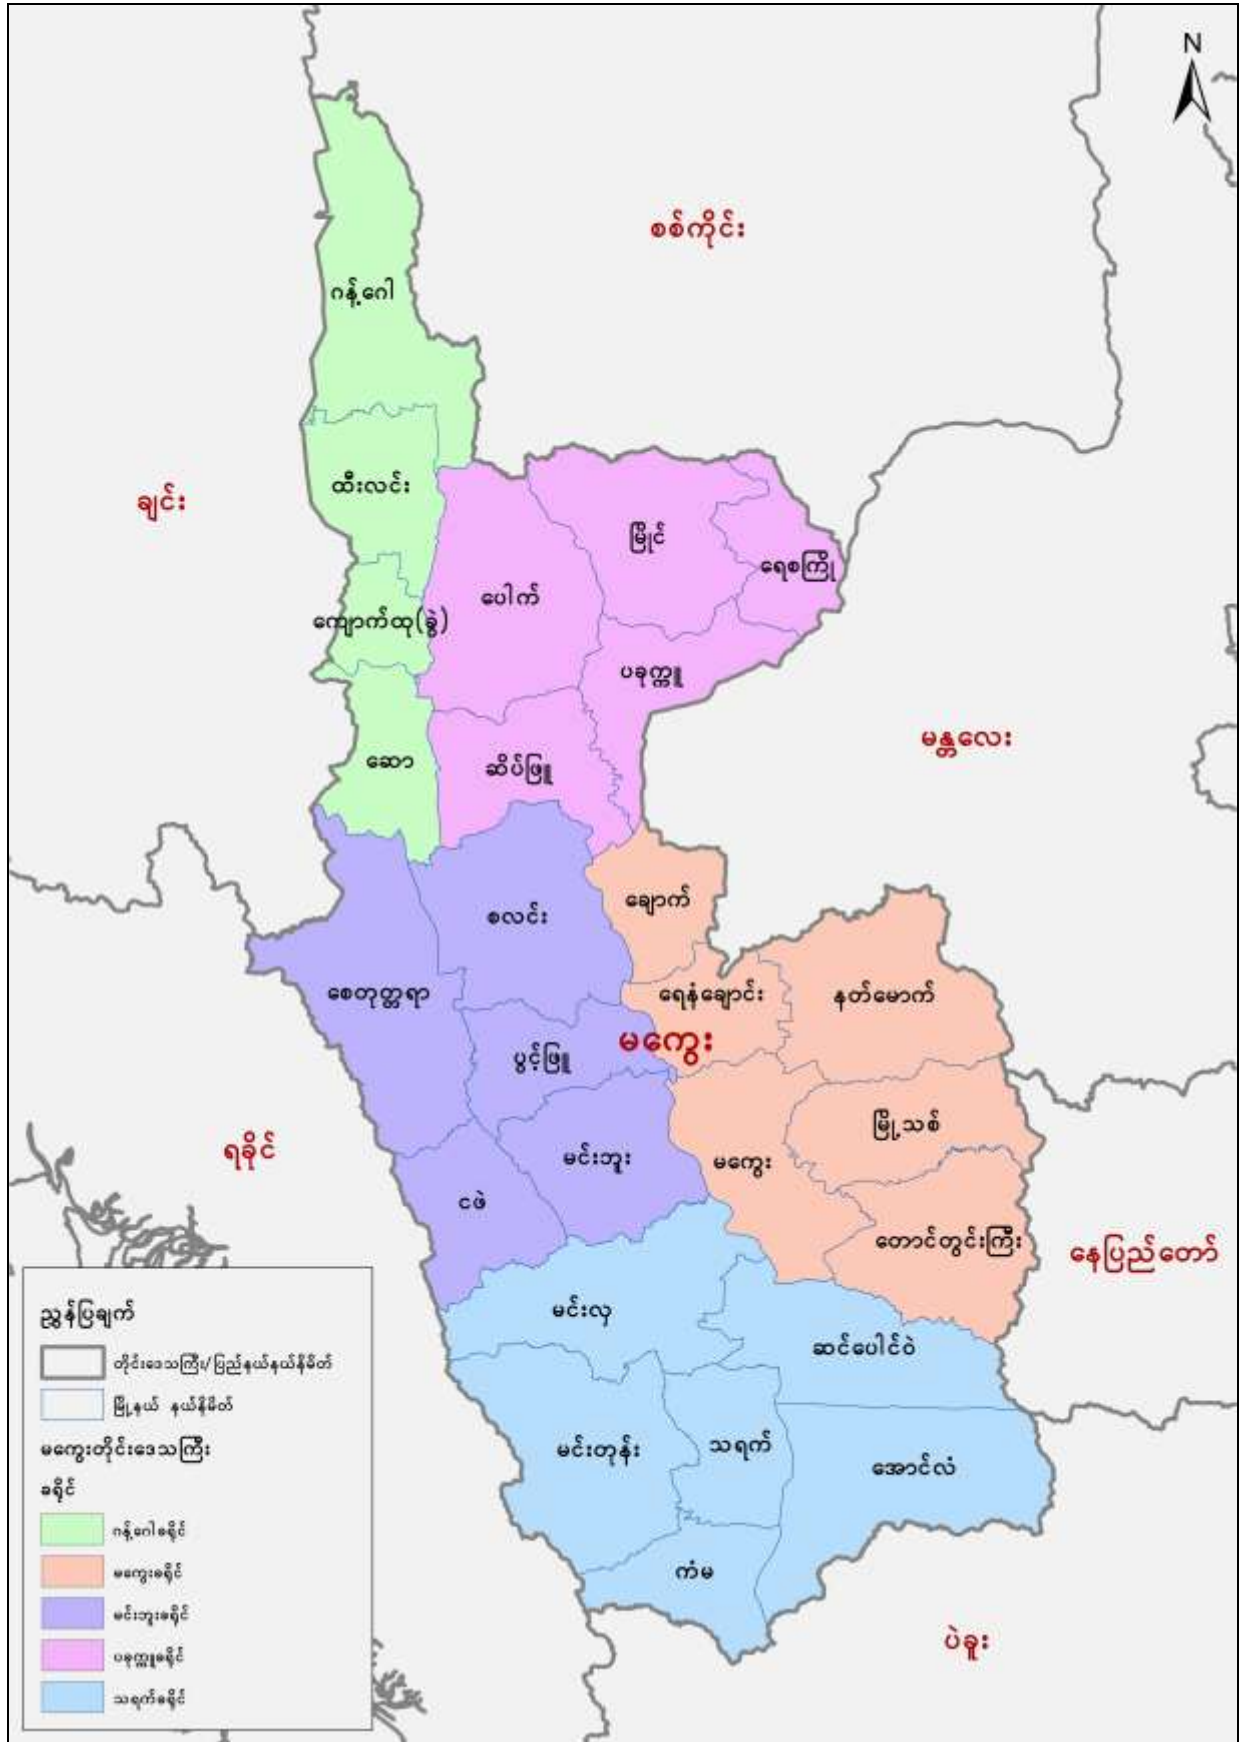 N
စစ်ကိုင်း
ဂန့်ဂေါ
ထီးလင်း
ချင်း
မြိုင်
ရေစကြို
ပေါက်
ကျောက်ထု(ခွဲ)
ပခုက္ကူ
မန္တလေး
ဆော
ဆိပ်ဖြူ
ချောက်
စလင်း
စေတုတ္တရာ
ရေနံချောင်း
နတ်မောက်
မကွေး
ပွင့်ဖြူ
မြို့သစ်
ရခိုင်
မင်းဘူး
မကွေး
ငဖဲ
တောင်တွင်းကြီး
နေပြည်တော်
မင်းလှ
ဆင်ပေါင်ဝဲ
မင်းတုန်း
သရက်
အောင်လံ
ကံမ
ပဲခူး
ညွှန်ပြချက်
တိုင်းဒေသကြီး/ပြည်နယ်နယ်နိမိတ်
မြို့နယ် နယ်နိမိတ်
မကွေးတိုင်းဒေသကြီး
ခရိုင်
ဂန့်ဂေါခရိုင်
မကွေးခရိုင်
မင်းဘူးခရိုင်
ပခုက္ကူခရိုင်
သရက်ခရိုင်